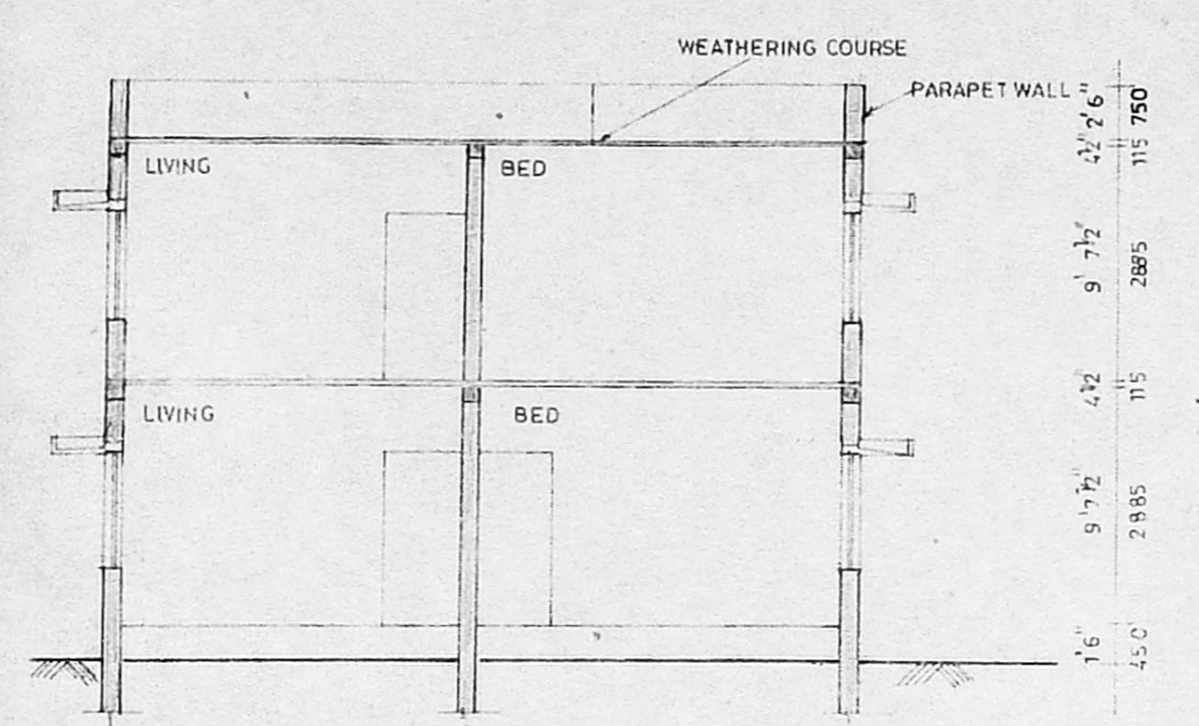 WEATHERING COURSE
PARAPET WALL
2'6"
750
4½"
115
LIVING
BED
9' 7½"
2885
4½"
115
LIVING
BED
9' 7½"
2885
1'6"
450